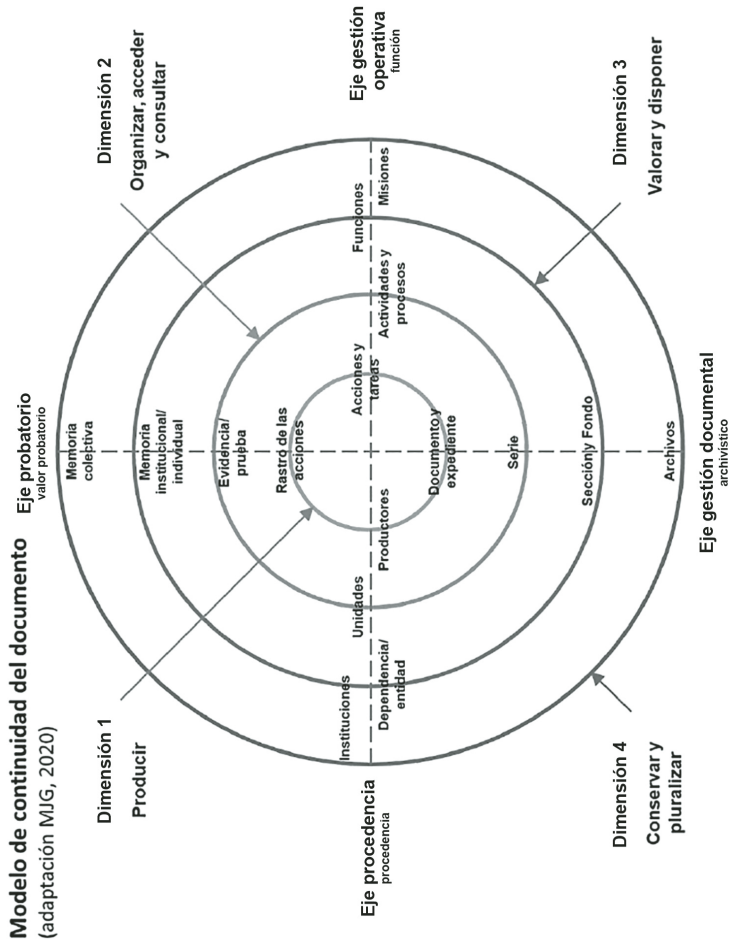 Modelo de continuidad del documento
(adaptación MJG, 2020)
Eje probatorio
valor probatorio
Dimensión 1
Producir
Dimensión 2
Organizar, acceder
y consultar
Memoria
colectiva
Memoria
institucional/
individual
Evidencia/
prueba
Rastro de las
acciones
Eje procedencia
procedencia
Instituciones
Dependencia/
entidad
Unidades
Productores
Acciones y
tareas
Actividades y
procesos
Funciones
Misiones
Eje gestión
operativa
función
Documento y
expediente
Serie
Sección y Fondo
Archivos
Dimensión 4
Conservar y
pluralizar
Dimensión 3
Valorar y disponer
Eje gestión documental
archivístico